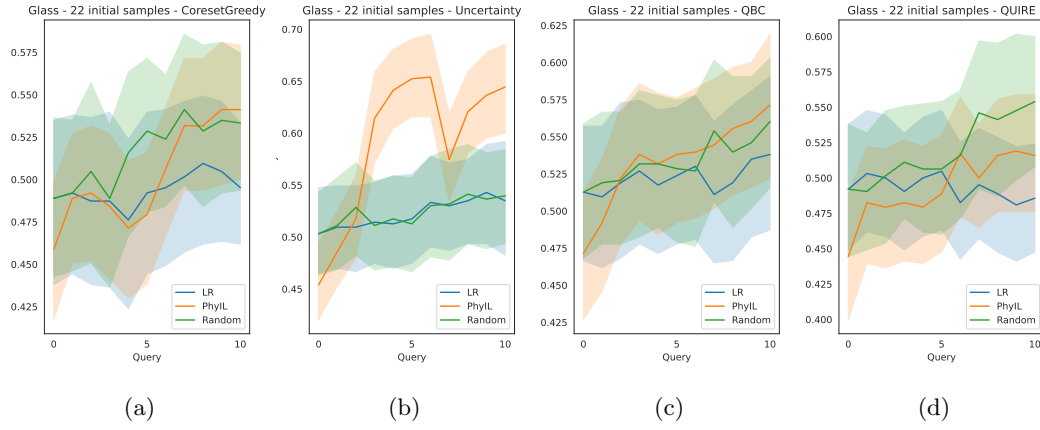 Glass - 22 initial samples - CoresetGreedy
0.575
0.550
0.525
0.500
0.475
0.450
0.425
0
5
10
Query
LR
PhyIL
Random
(a)
Glass - 22 initial samples - Uncertainty
0.70
0.65
0.60
0.55
0.50
0.45
0
5
10
Query
LR
PhyIL
Random
(b)
Glass - 22 initial samples - QBC
0.625
0.600
0.575
0.550
0.525
0.500
0.475
0.450
0.425
0
5
10
Query
LR
PhyIL
Random
(c)
Glass - 22 initial samples - QUIRE
0.600
0.575
0.550
0.525
0.500
0.475
0.450
0.425
0.400
0
5
10
Query
LR
PhyIL
Random
(d)